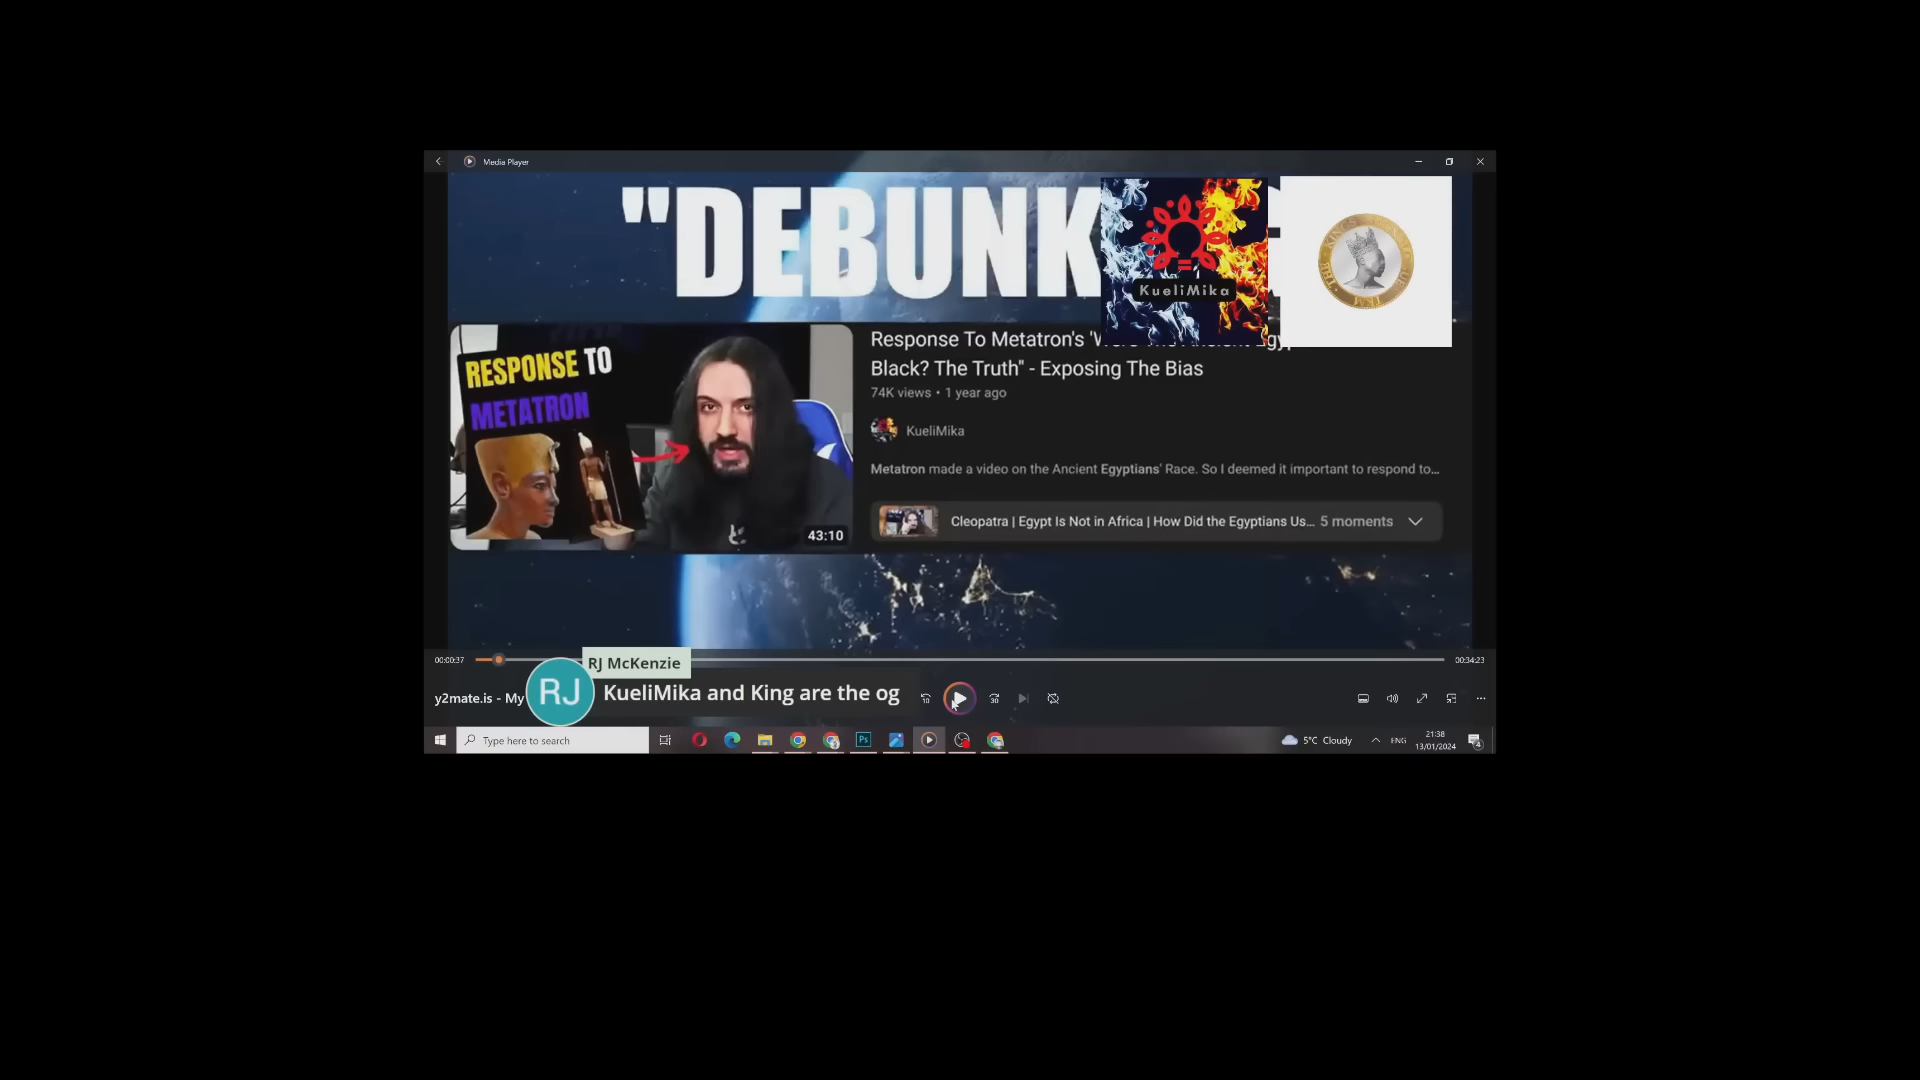 Media Player
"DEBUNK
KueliMika
RESPONSE TO
METATRON
43:10
Response To Metatron's
Black? The Truth" - Exposing The Bias
74K views • 1 year ago
KueliMika
Metatron made a video on the Ancient Egyptians' Race. So I deemed it important to respond to...
Cleopatra | Egypt Is Not in Africa | How Did the Egyptians Us... 5 moments
00:00:37
00:34:23
RJ McKenzie
y2mate.is - My
RJ
KueliMika and King are the og
10
30
Type here to search
Ps
5°C Cloudy
ENG
21:38
13/01/2024
4